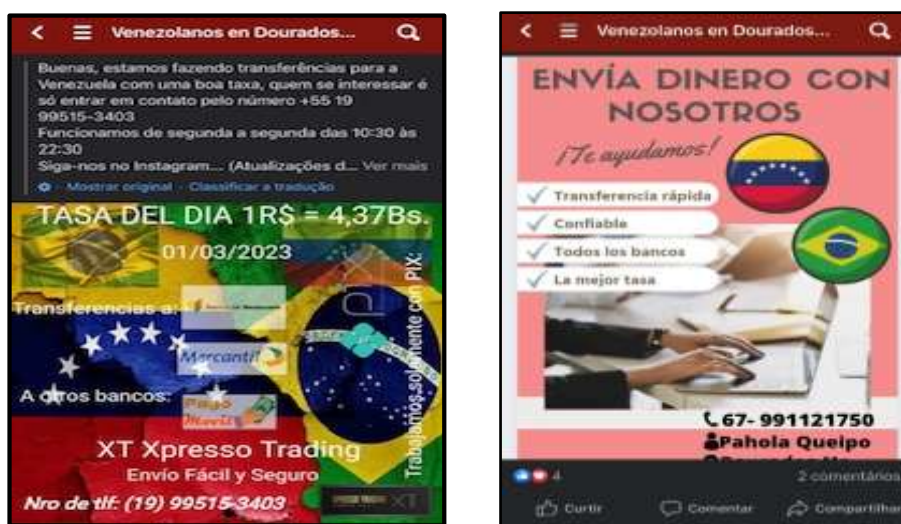 Venezolanos en Dourados...
Buenas, estamos fazendo transferências para a
Venezuela com uma boa taxa, quem se interessar é
só entrar em contato pelo número +55 19
99515-3403
Funcionamos de segunda a segunda das 10:30 às
22:30
Siga-nos no Instagram... (Atualizações d... Ver mais
Mostrar original · Classificar a tradução
TASA DEL DIA 1R$ = 4,37Bs.
01/03/2023
Transferencias a:
Mercantil
A otros bancos:
Pago
Movil
Trabajamos solamente con PIX:
XT Xpresso Trading
Envío Fácil y Seguro
Nro de tlf: (19) 99515-3403
XT
Venezolanos en Dourados...
ENVÍA DINERO CON
NOSOTROS
¡Te ayudamos!
Transferencia rápida
Confiable
Todos los bancos
La mejor tasa
67- 991121750
Pahola Queipo
4
2 comentários
Curtir
Comentar
Compartilhar